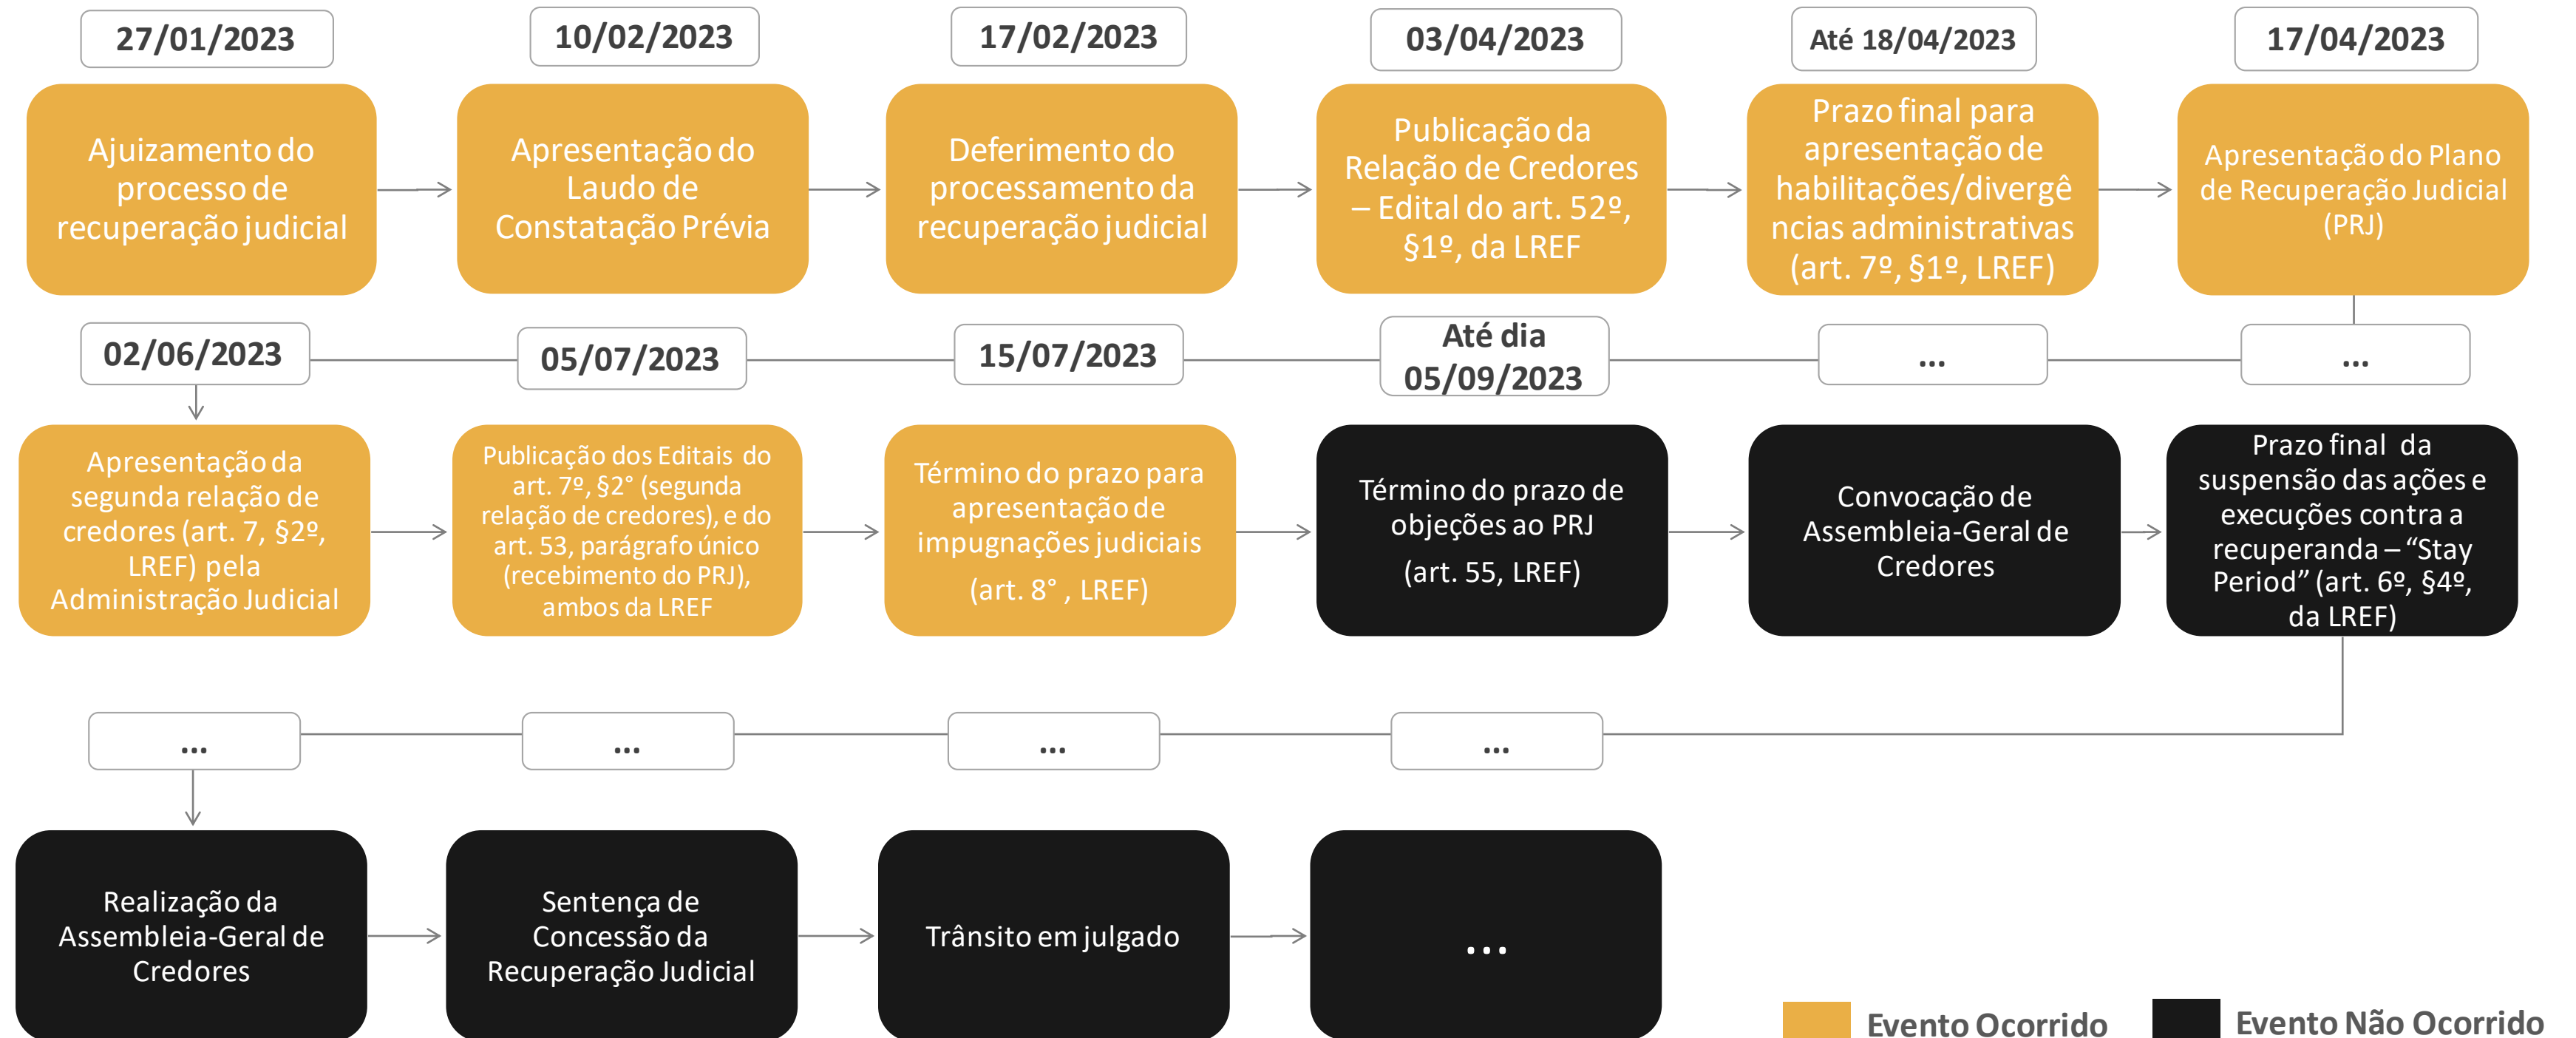 27/01/2023
10/02/2023
17/02/2023
03/04/2023
Até 18/04/2023
17/04/2023
Ajuizamento do
processo de
recuperação judicial
Apresentação do
Laudo de
Constatação Prévia
Deferimento do
processamento da
recuperação judicial
Publicação da
Relação de Credores
– Edital do art. 52º,
§1º, da LREF
Prazo final para
apresentação de
habilitações/divergê
ncias administrativas
(art. 7º, §1º, LREF)
Apresentação do Plano
de Recuperação Judicial
(PRJ)
02/06/2023
05/07/2023
15/07/2023
Até dia
05/09/2023
...
...
Apresentação da
segunda relação de
credores (art. 7, §2º,
LREF) pela
Administração Judicial
Publicação dos Editais do
art. 7º, §2° (segunda
relação de credores), e do
art. 53, parágrafo único
(recebimento do PRJ),
ambos da LREF
Término do prazo para
apresentação de
impugnações judiciais
(art. 8° , LREF)
Término do prazo de
objeções ao PRJ
(art. 55, LREF)
Convocação de
Assembleia-Geral de
Credores
Prazo final da
suspensão das ações e
execuções contra a
recuperanda – “Stay
Period” (art. 6º, §4º,
da LREF)
...
...
...
...
Realização da
Assembleia-Geral de
Credores
Sentença de
Concessão da
Recuperação Judicial
Trânsito em julgado
...
Evento Ocorrido
Evento Não Ocorrido